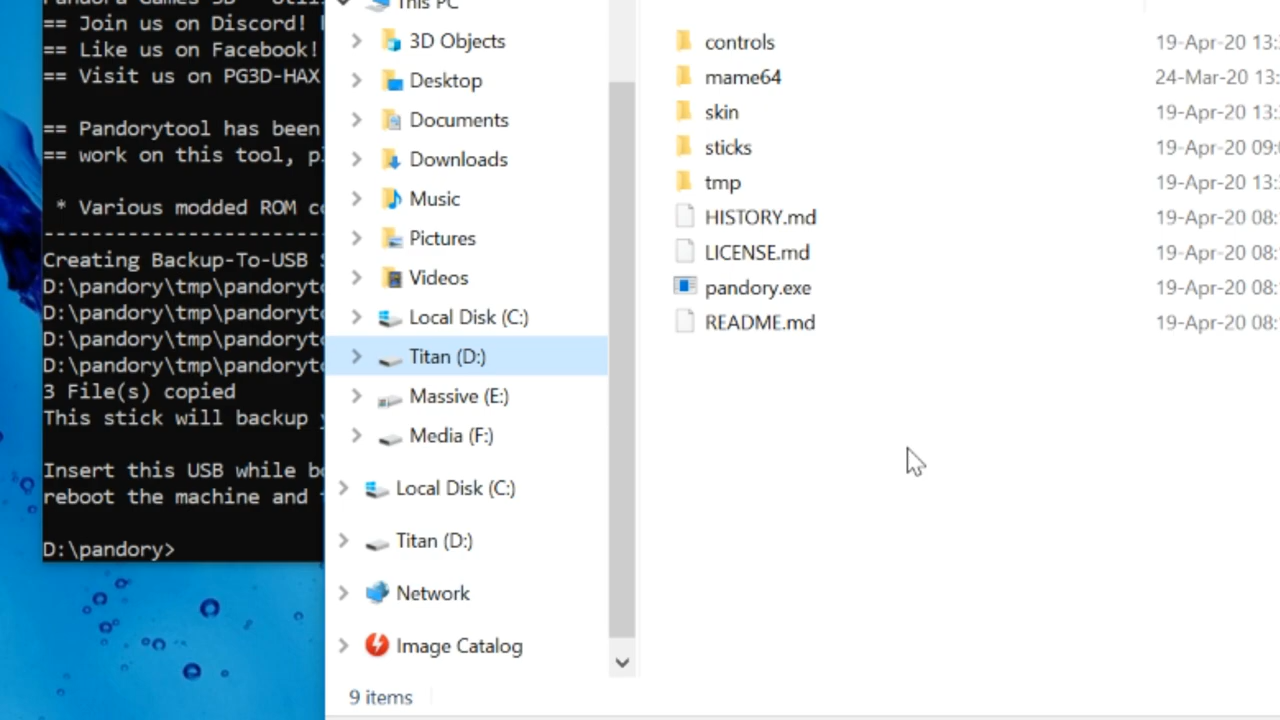 == Join us on Discord!
== Like us on Facebook!
== Visit us on PG3D-HAX
== Pandorytool has been
== work on this tool,
* Various modded ROM
-----------------------
Creating Backup-To-USB
D:\pandory\tmp\pandoryto
D:\pandory\tmp\pandoryto
D:\pandory\tmp\pandoryto
D:\pandory\tmp\pandoryto
3 File(s) copied
This stick will backup
Insert this USB while
reboot the machine and
D:\pandory>
This PC
3D Objects
Desktop
Documents
Downloads
Music
Pictures
Videos
Local Disk (C:)
Titan (D:)
Massive (E:)
Media (F:)
Local Disk (C:)
Titan (D:)
Network
Image Catalog
9 items
controls 19-Apr-20 13:
mame64 24-Mar-20 13:
skin 19-Apr-20 13:
sticks 19-Apr-20 09:
tmp 19-Apr-20 13:
HISTORY.md 19-Apr-20 08:
LICENSE.md 19-Apr-20 08:
pandory.exe 19-Apr-20 08:
README.md 19-Apr-20 08: